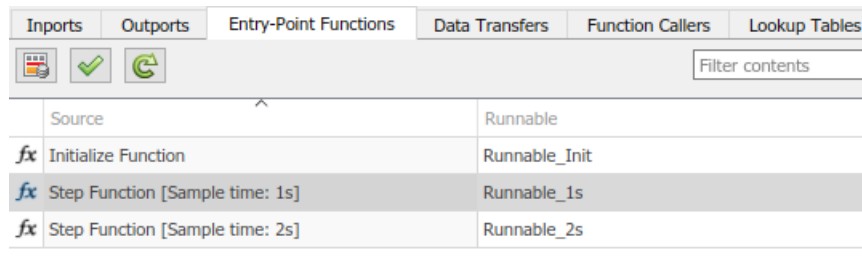 Inports Outports Entry-Point Functions Data Transfers Function Callers Lookup Tables
Filter contents
Source Runnable
fx Initialize Function Runnable_Init
fx Step Function [Sample time: 1s] Runnable_1s
fx Step Function [Sample time: 2s] Runnable_2s